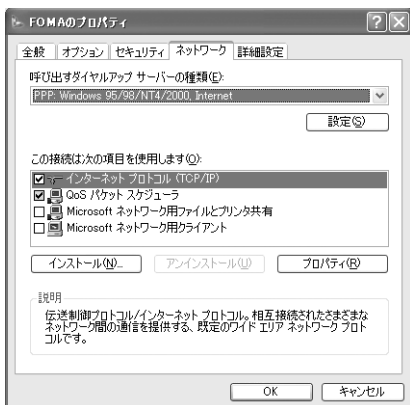 FOMAのプロパティ
全般 オプション セキュリティ ネットワーク 詳細設定
呼び出すダイヤルアップ サーバーの種類(E):
PPP: Windows 95/98/NT4/2000, Internet
設定(S)
この接続は次の項目を使用します(O):
インターネット プロトコル (TCP/IP)
QoS パケット スケジューラ
Microsoft ネットワーク用ファイルとプリンタ共有
Microsoft ネットワーク用クライアント
インストール(N)... アンインストール(U) プロパティ(R)
説明
伝送制御プロトコル/インターネット プロトコル。相互接続されたさまざまな
ネットワーク間の通信を提供する、既定のワイド エリア ネットワーク プロト
コルです。
OK キャンセル